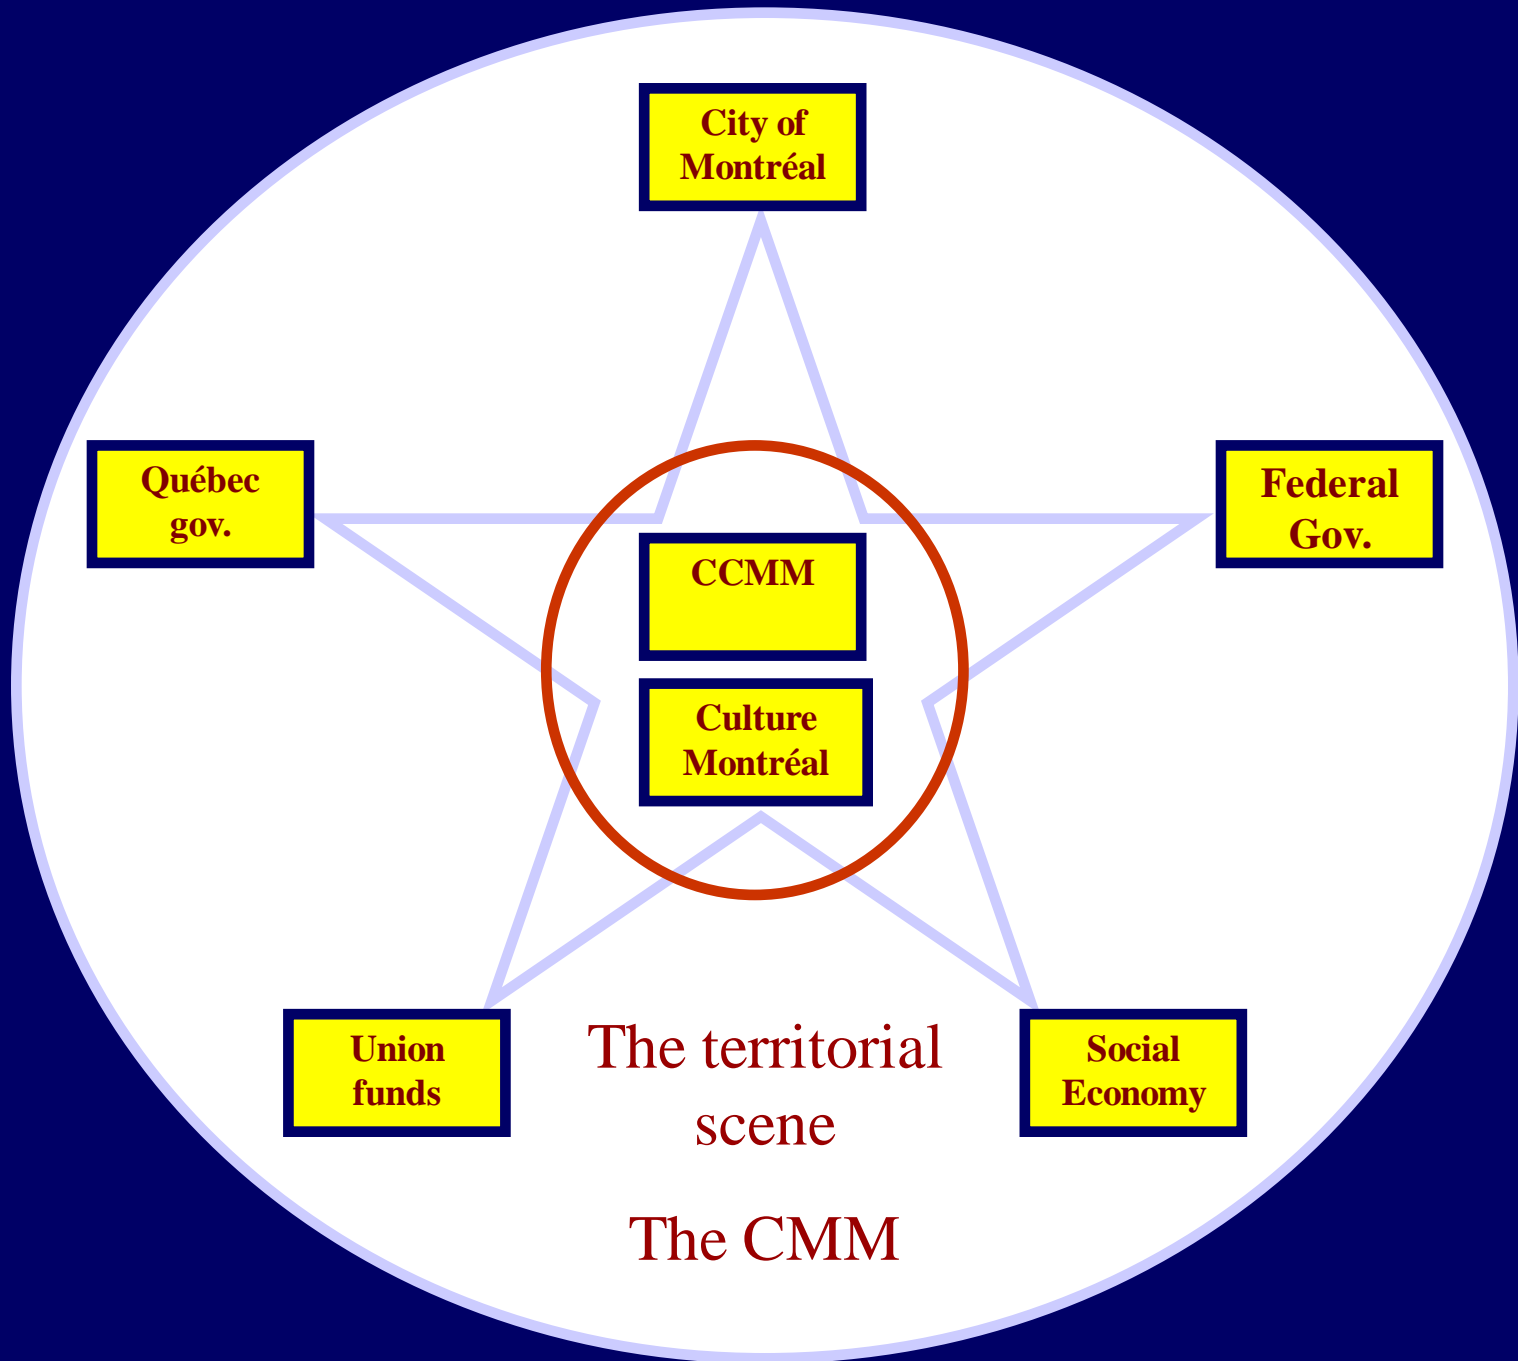 City of
Montréal
Québec
gov.
Federal
Gov.
CCMM
Culture
Montréal
Union
funds
Social
Economy
The territorial
scene
The CMM